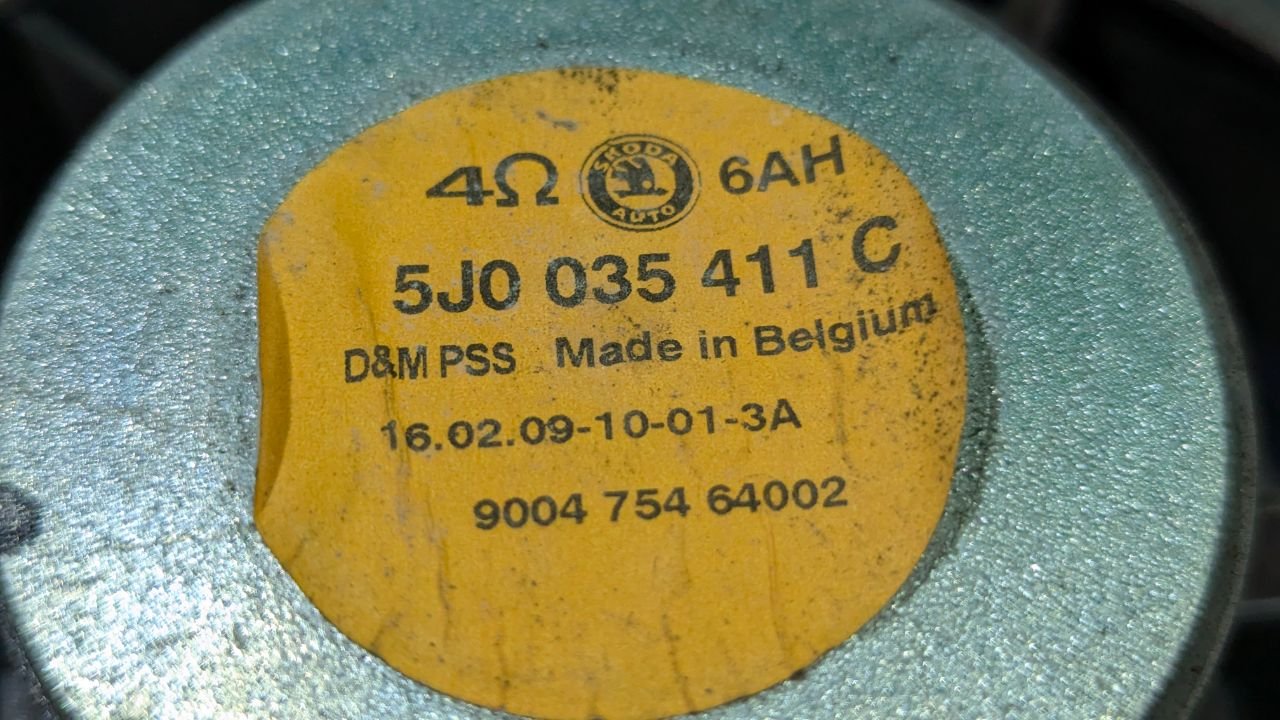 4Ω ŠKODA AUTO 6AH
5J0 035 411 C
D&M PSS Made in Belgium
16.02.09-10-01-3A
9004 754 64002